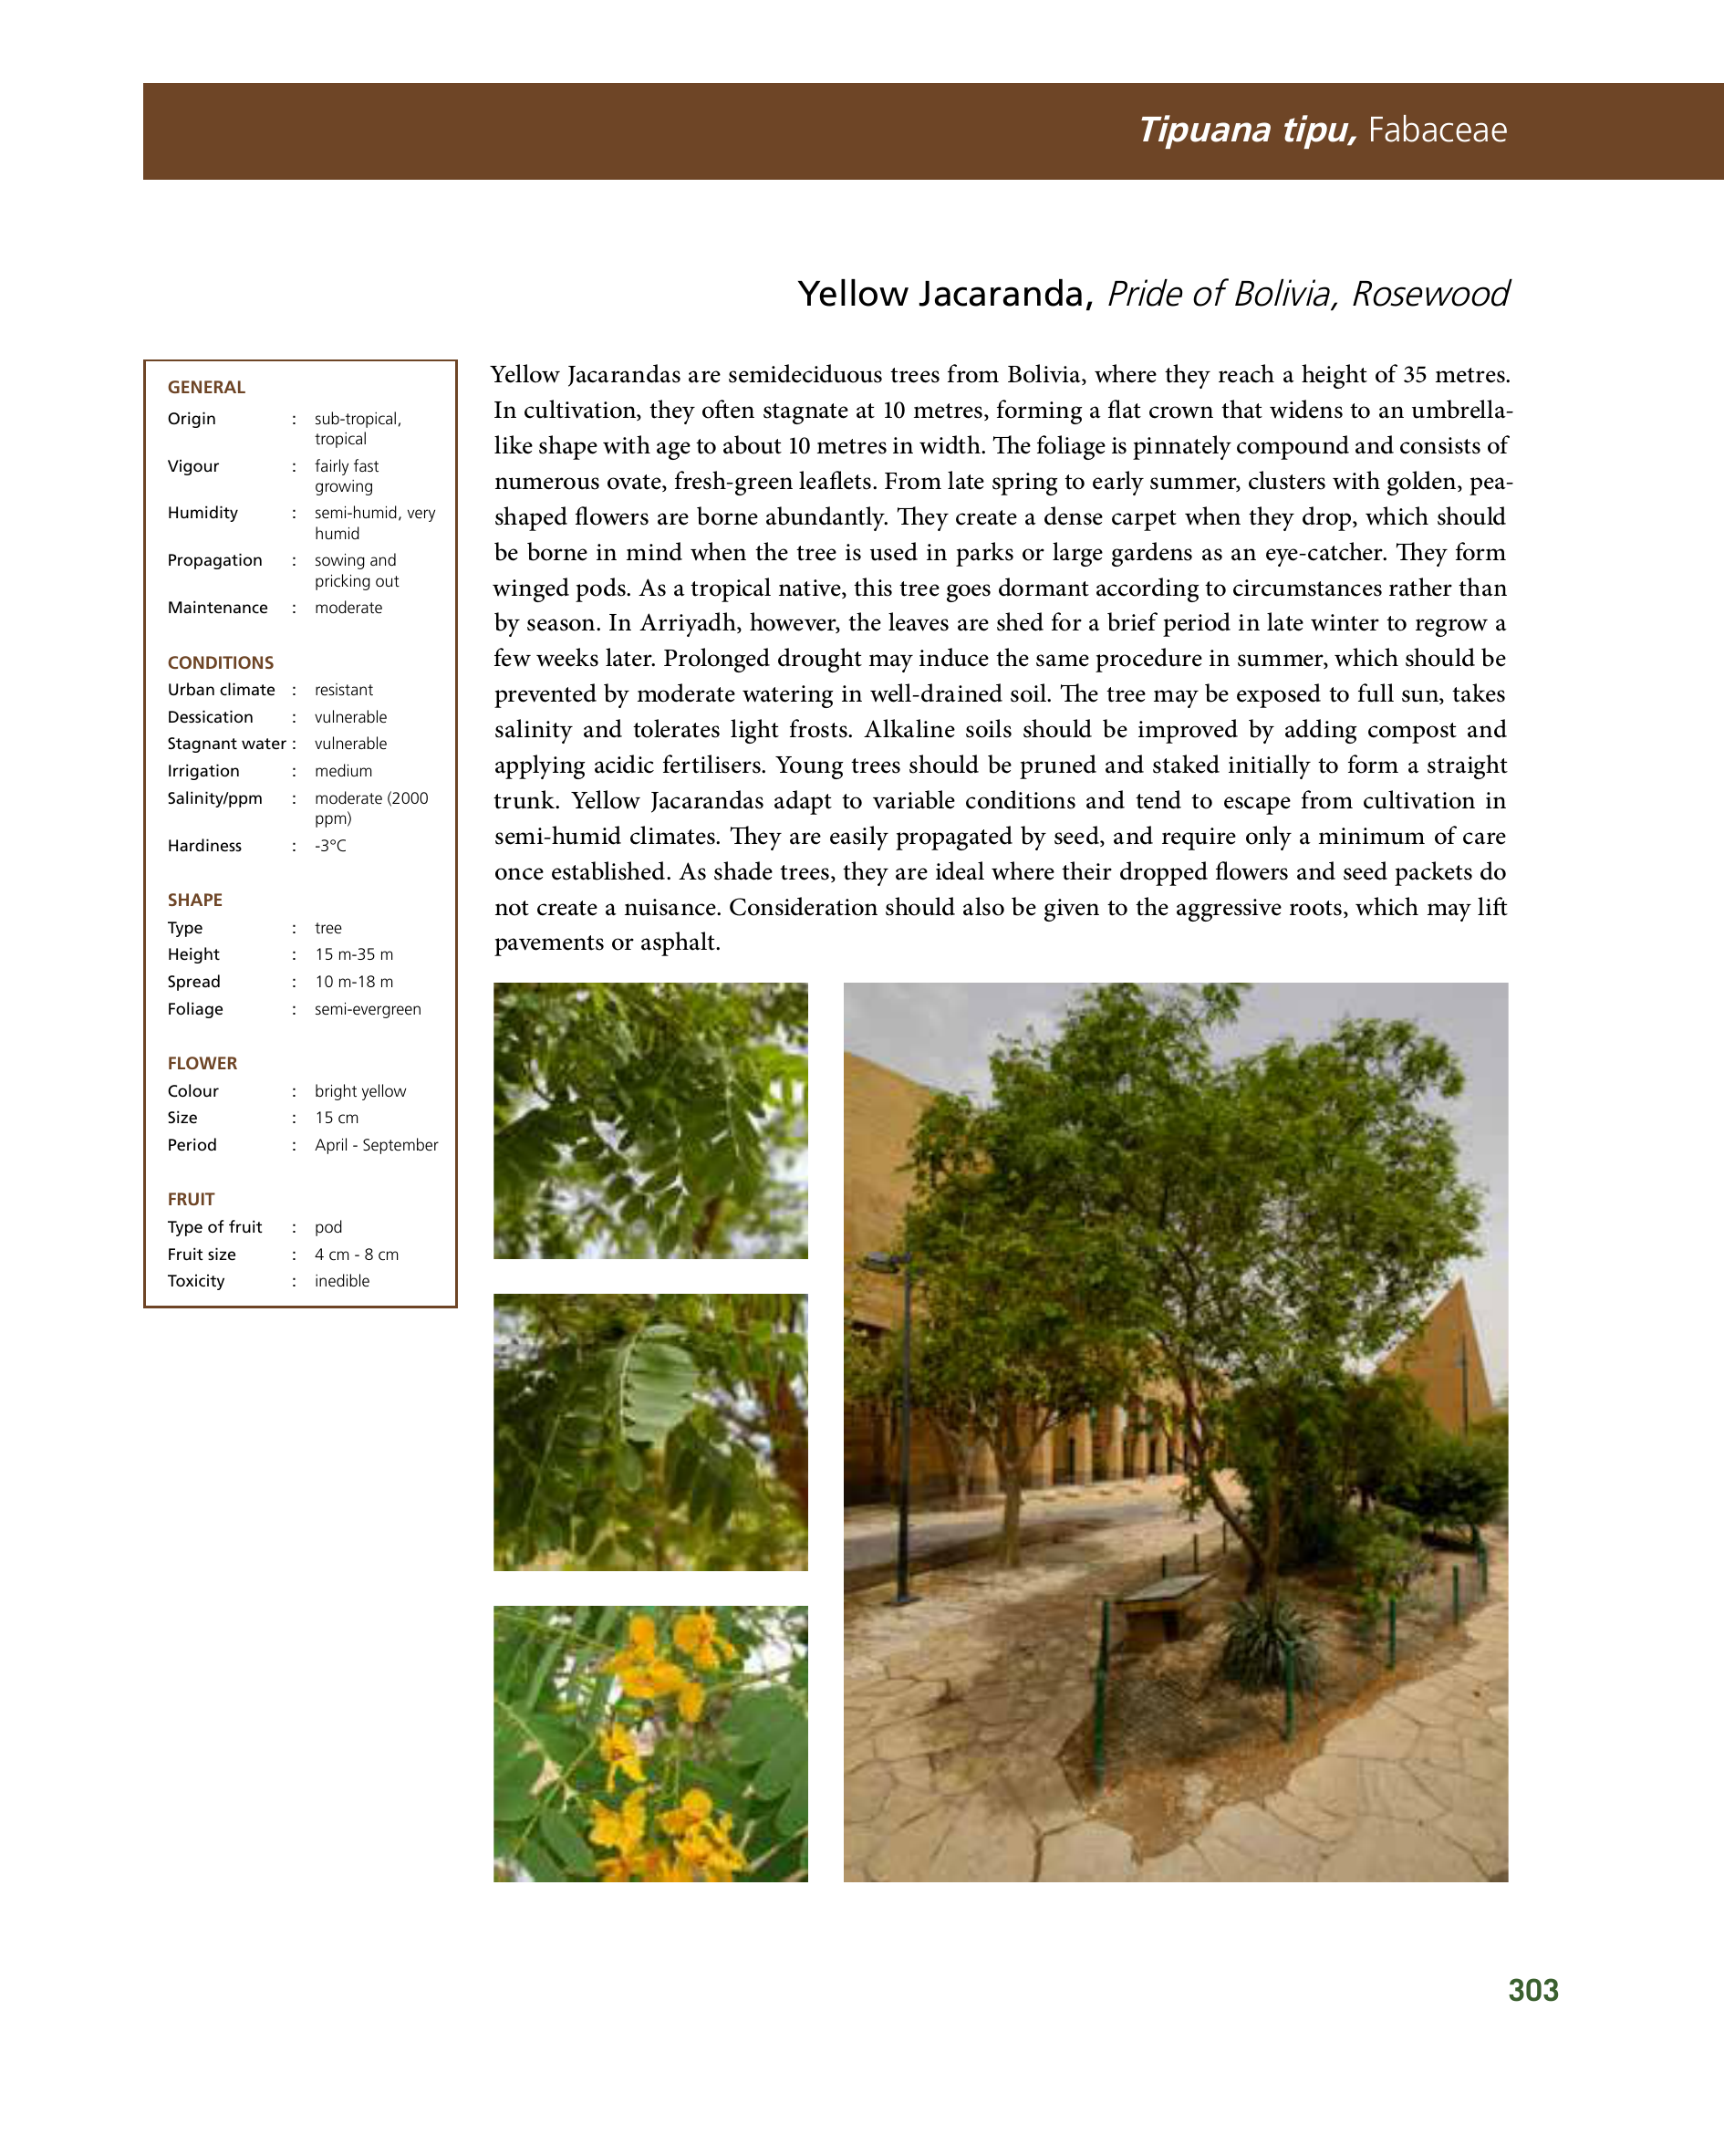 Tipuana tipu, Fabaceae
Yellow Jacaranda, Pride of Bolivia, Rosewood
GENERAL
Origin : sub-tropical,
tropical
Vigour : fairly fast
growing
Humidity : semi-humid, very
humid
Propagation : sowing and
pricking out
Maintenance : moderate
CONDITIONS
Urban climate : resistant
Dessication : vulnerable
Stagnant water : vulnerable
Irrigation : medium
Salinity/ppm : moderate (2000
ppm)
Hardiness : -3°C
SHAPE
Type : tree
Height : 15 m-35 m
Spread : 10 m-18 m
Foliage : semi-evergreen
FLOWER
Colour : bright yellow
Size : 15 cm
Period : April - September
FRUIT
Type of fruit : pod
Fruit size : 4 cm - 8 cm
Toxicity : inedible
Yellow Jacarandas are semideciduous trees from Bolivia, where they reach a height of 35 metres.
In cultivation, they often stagnate at 10 metres, forming a flat crown that widens to an umbrella-
like shape with age to about 10 metres in width. The foliage is pinnately compound and consists of
numerous ovate, fresh-green leaflets. From late spring to early summer, clusters with golden, pea-
shaped flowers are borne abundantly. They create a dense carpet when they drop, which should
be borne in mind when the tree is used in parks or large gardens as an eye-catcher. They form
winged pods. As a tropical native, this tree goes dormant according to circumstances rather than
by season. In Arriyadh, however, the leaves are shed for a brief period in late winter to regrow a
few weeks later. Prolonged drought may induce the same procedure in summer, which should be
prevented by moderate watering in well-drained soil. The tree may be exposed to full sun, takes
salinity and tolerates light frosts. Alkaline soils should be improved by adding compost and
applying acidic fertilisers. Young trees should be pruned and staked initially to form a straight
trunk. Yellow Jacarandas adapt to variable conditions and tend to escape from cultivation in
semi-humid climates. They are easily propagated by seed, and require only a minimum of care
once established. As shade trees, they are ideal where their dropped flowers and seed packets do
not create a nuisance. Consideration should also be given to the aggressive roots, which may lift
pavements or asphalt.
303